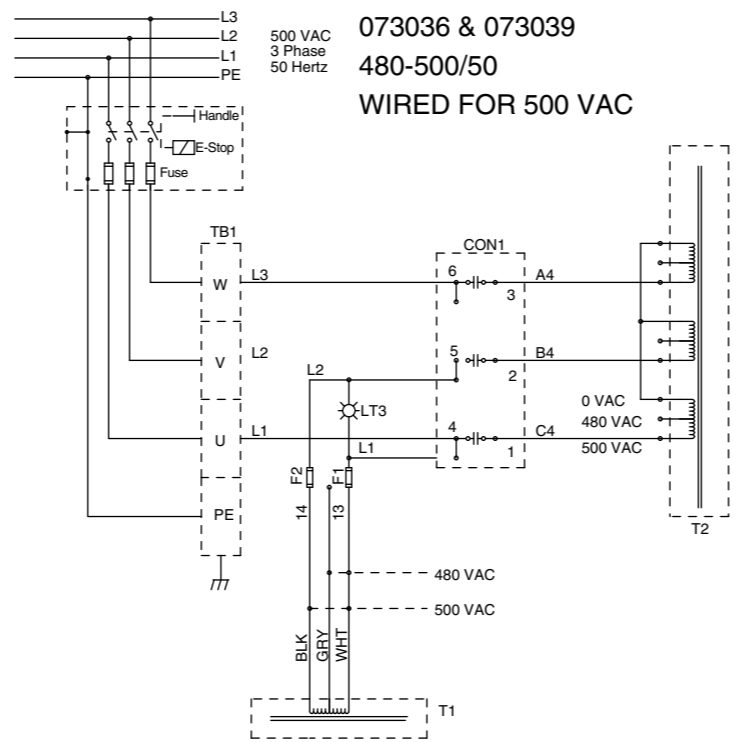 L3
L2
L1
PE
500 VAC
3 Phase
50 Hertz
073036 & 073039
480-500/50
WIRED FOR 500 VAC
Handle
E-Stop
Fuse
TB1
CON1
W
L3
6
3
A4
V
L2
L2
5
2
B4
LT3
0 VAC
480 VAC
500 VAC
U
L1
L1
4
1
C4
F2
F1
14
13
PE
T2
480 VAC
500 VAC
BLK
GRY
WHT
T1